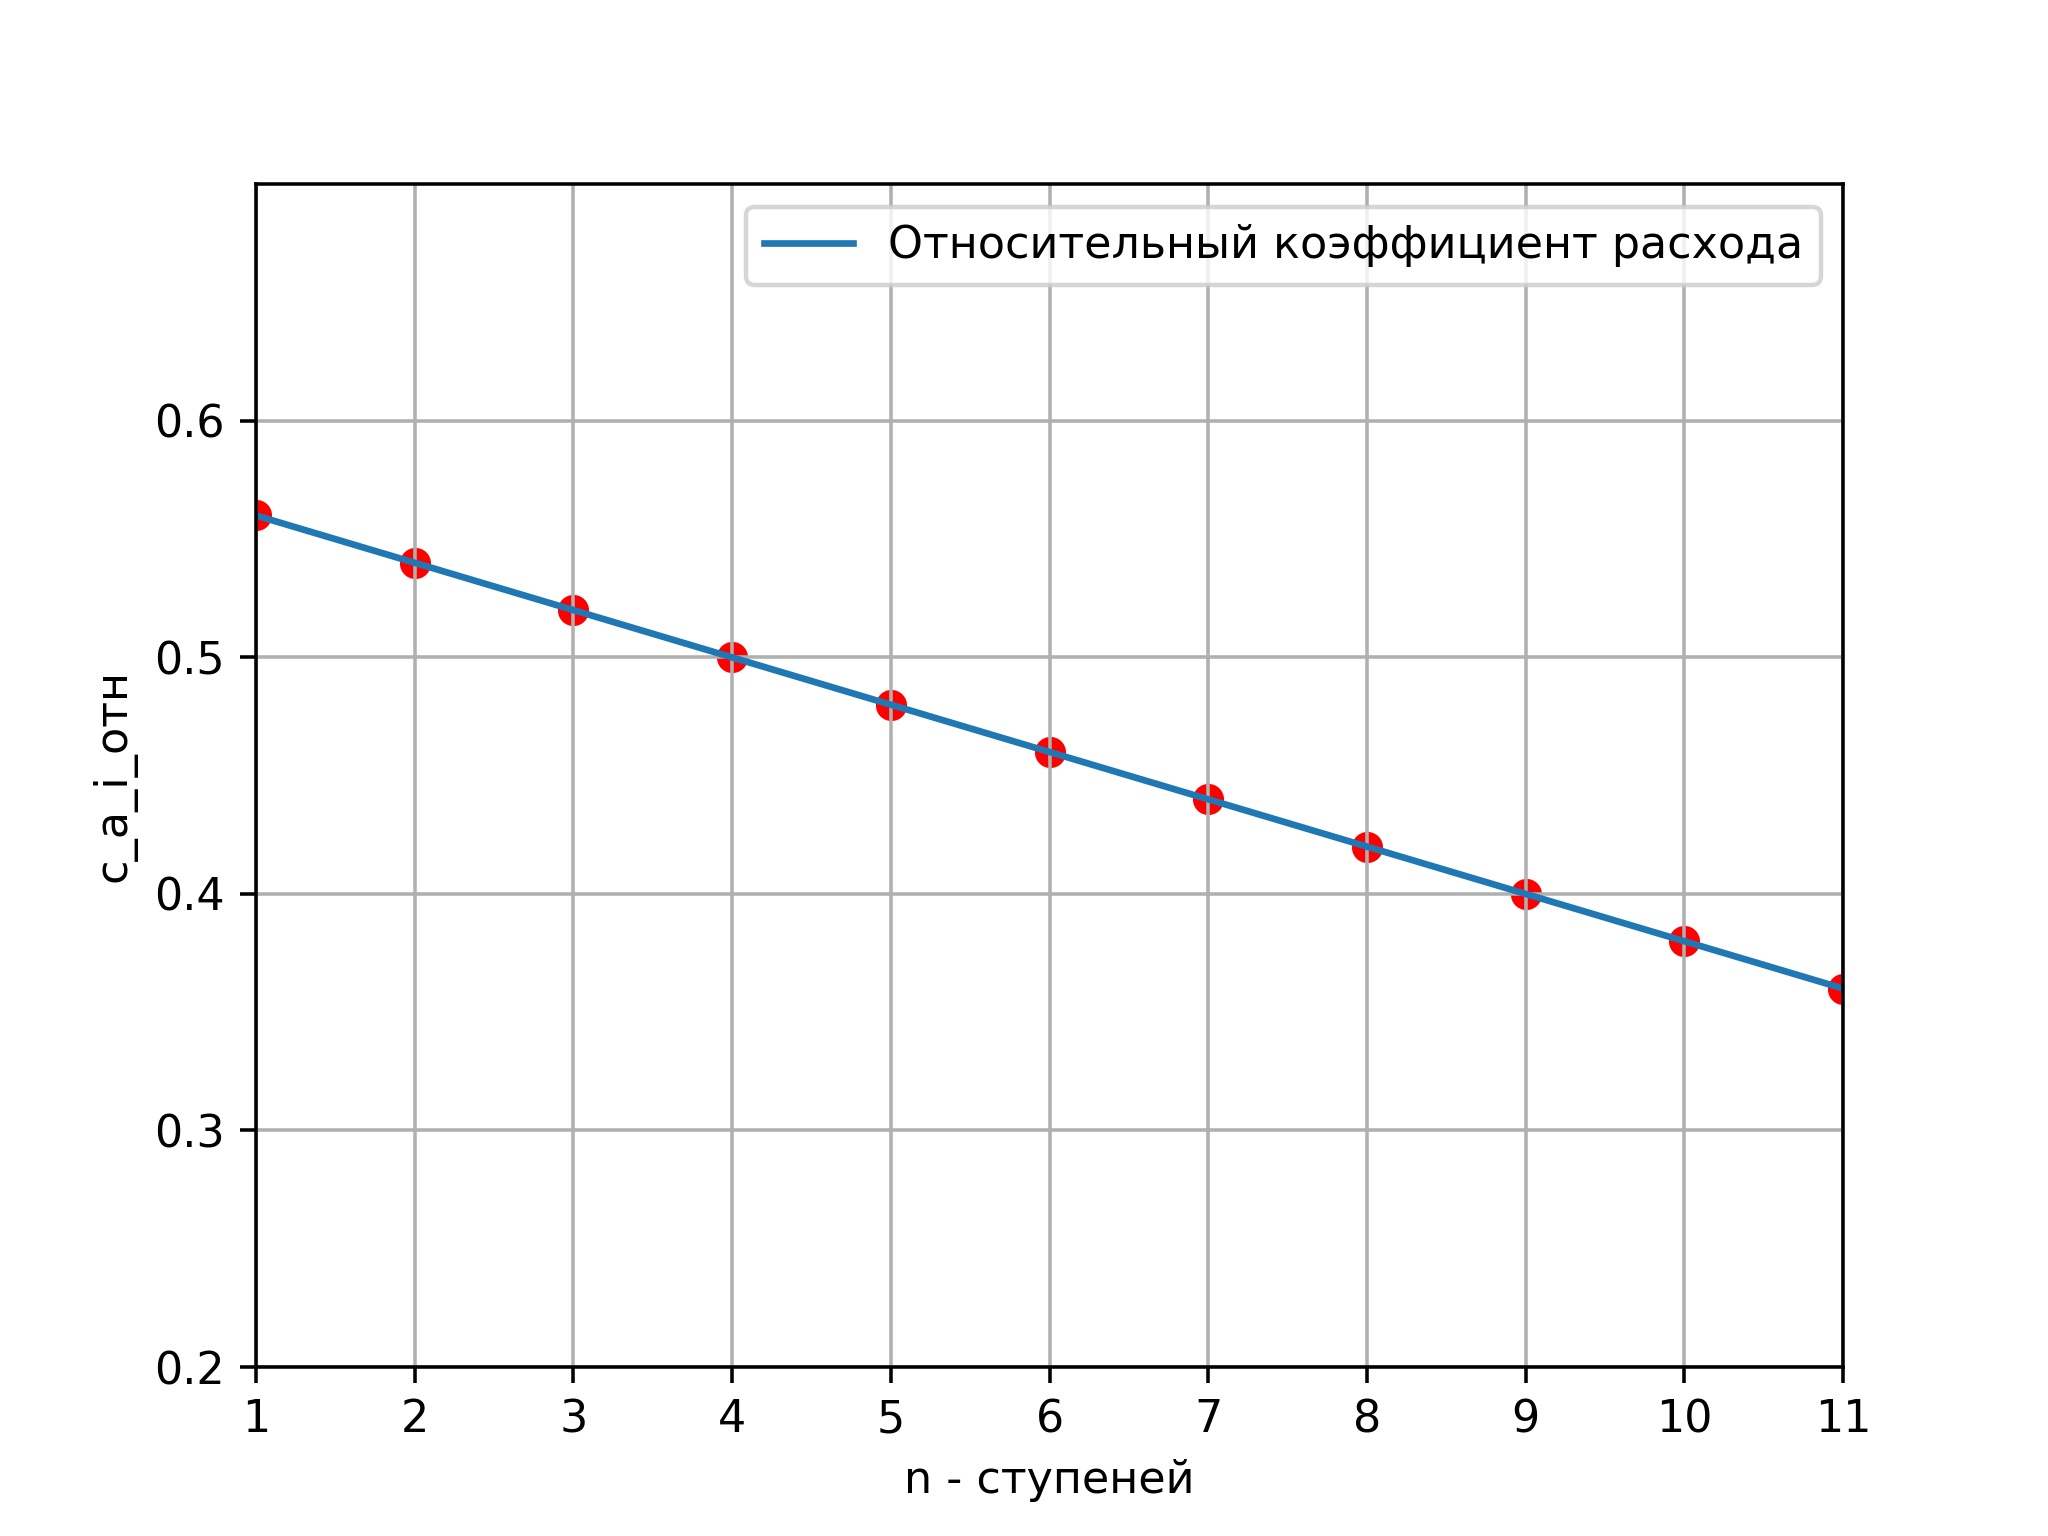 Относительный коэффициент расхода
0.6
0.5
0.4
0.3
0.2
c_a_i_отн
1 2 3 4 5 6 7 8 9 10 11
n - ступеней